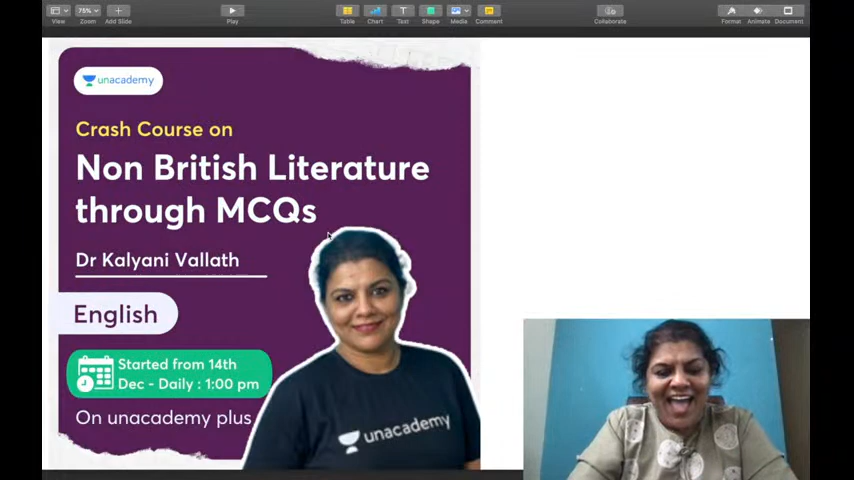 View
Zoom
Add Slide
Play
Table
Chart
Text
Shape
Media
Comment
Collaborate
Format
Animate
Document
75%
unacademy
Crash Course on
Non British Literature
through MCQs
Dr Kalyani Vallath
English
Started from 14th
Dec - Daily : 1:00 pm
On unacademy plus
unacademy